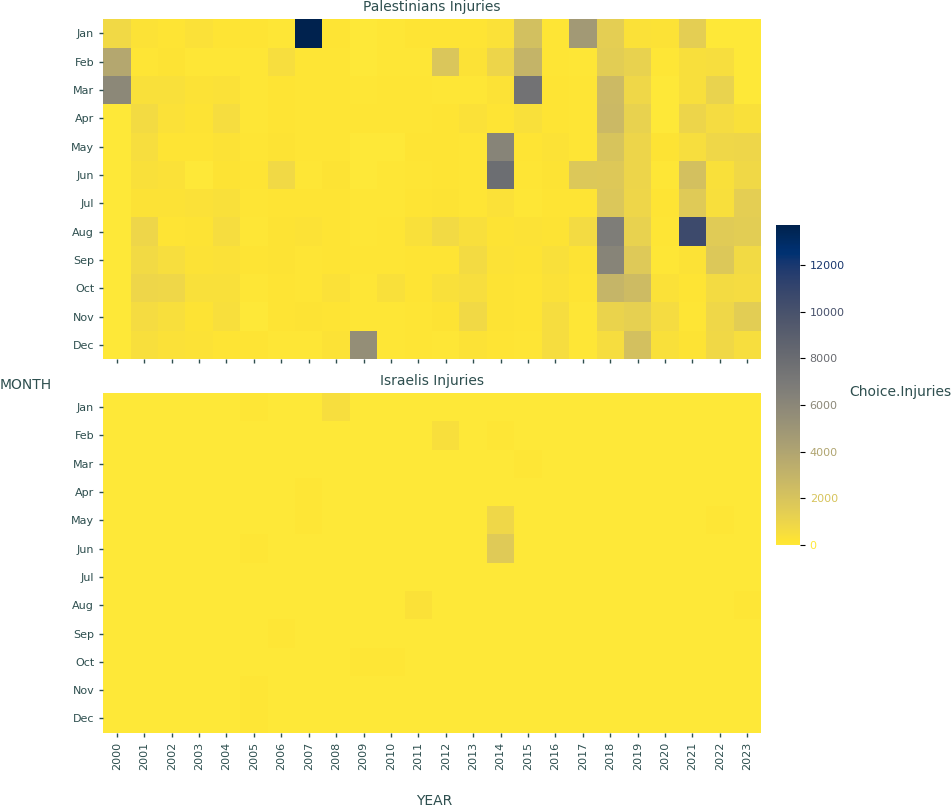 Palestinians Injuries
Jan
Feb
Mar
Apr
May
Jun
Jul
Aug
Sep
Oct
Nov
Dec
MONTH
Israelis Injuries
Jan
Feb
Mar
Apr
May
Jun
Jul
Aug
Sep
Oct
Nov
Dec
2000
2001
2002
2003
2004
2005
2006
2007
2008
2009
2010
2011
2012
2013
2014
2015
2016
2017
2018
2019
2020
2021
2022
2023
YEAR
12000
10000
8000
6000
4000
2000
0
Choice.Injuries